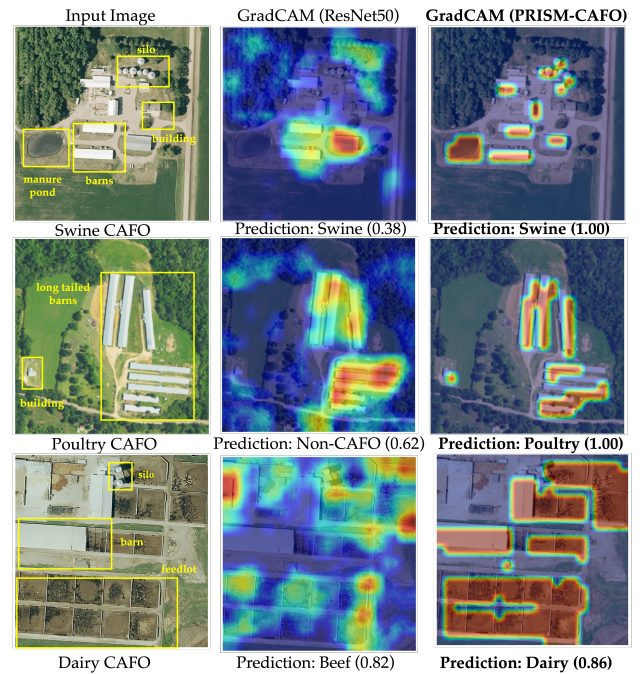 Input Image
GradCAM (ResNet50)
GradCAM (PRISM-CAFO)
silo
building
manure
pond
barns
Swine CAFO
Prediction: Swine (0.38)
Prediction: Swine (1.00)
long tailed
barns
building
Poultry CAFO
Prediction: Non-CAFO (0.62)
Prediction: Poultry (1.00)
silo
barn
feedlot
Dairy CAFO
Prediction: Beef (0.82)
Prediction: Dairy (0.86)